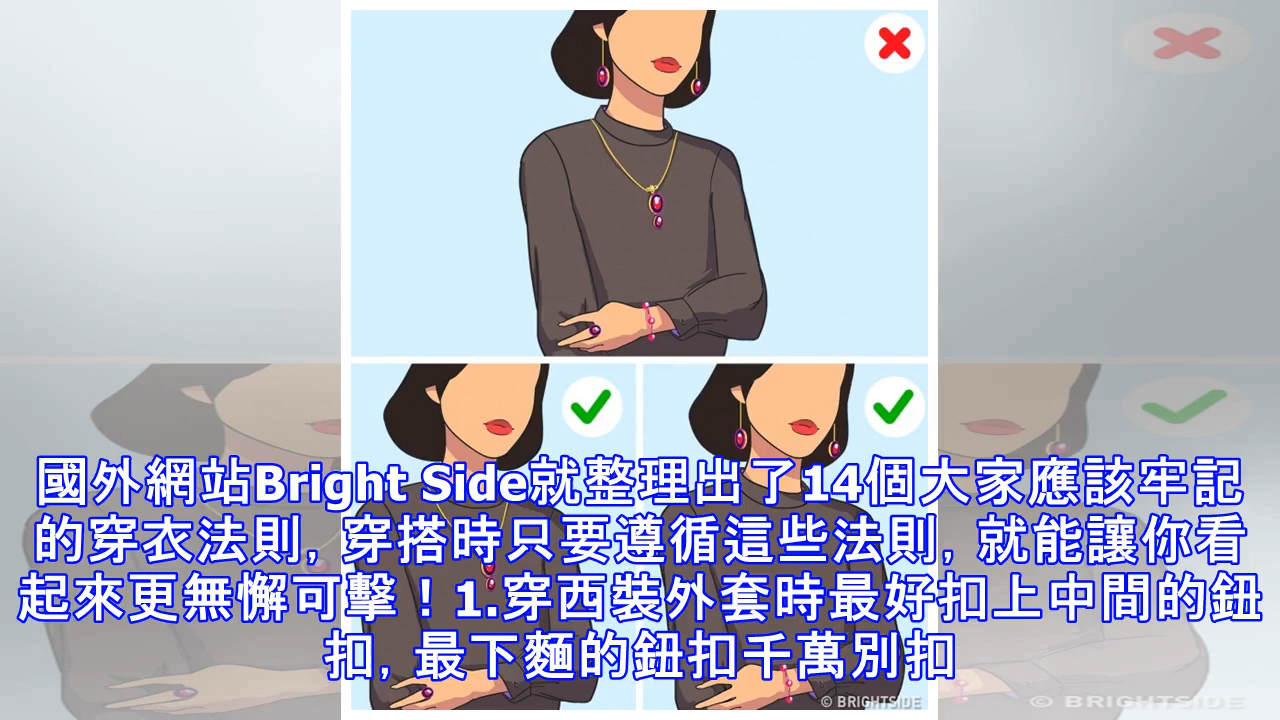 國外網站Bright Side就整理出了14個大家應該牢記
的穿衣法則, 穿搭時只要遵循這些法則, 就能讓你看
起來更無懈可擊！1.穿西裝外套時最好扣上中間的鈕
扣, 最下麵的鈕扣千萬別扣
© BRIGHTSIDE
© BRIGHTSIDE